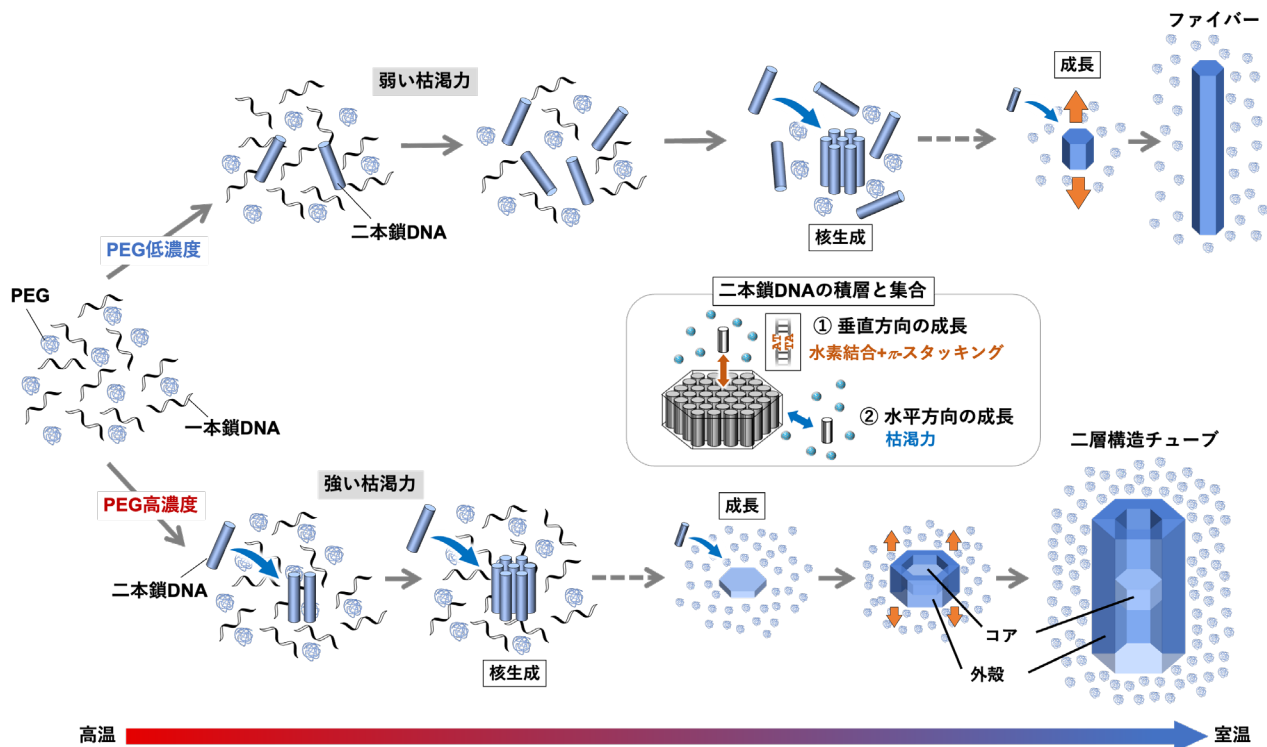 ファイバー
弱い枯渇力
成長
二本鎖DNA
核生成
PEG低濃度
PEG
一本鎖DNA
二本鎖DNAの積層と集合
① 垂直方向の成長
水素結合+π-スタッキング
AT
TA
② 水平方向の成長
枯渇力
PEG高濃度
強い枯渇力
二本鎖DNA
核生成
成長
二層構造チューブ
コア
外殻
高温
室温